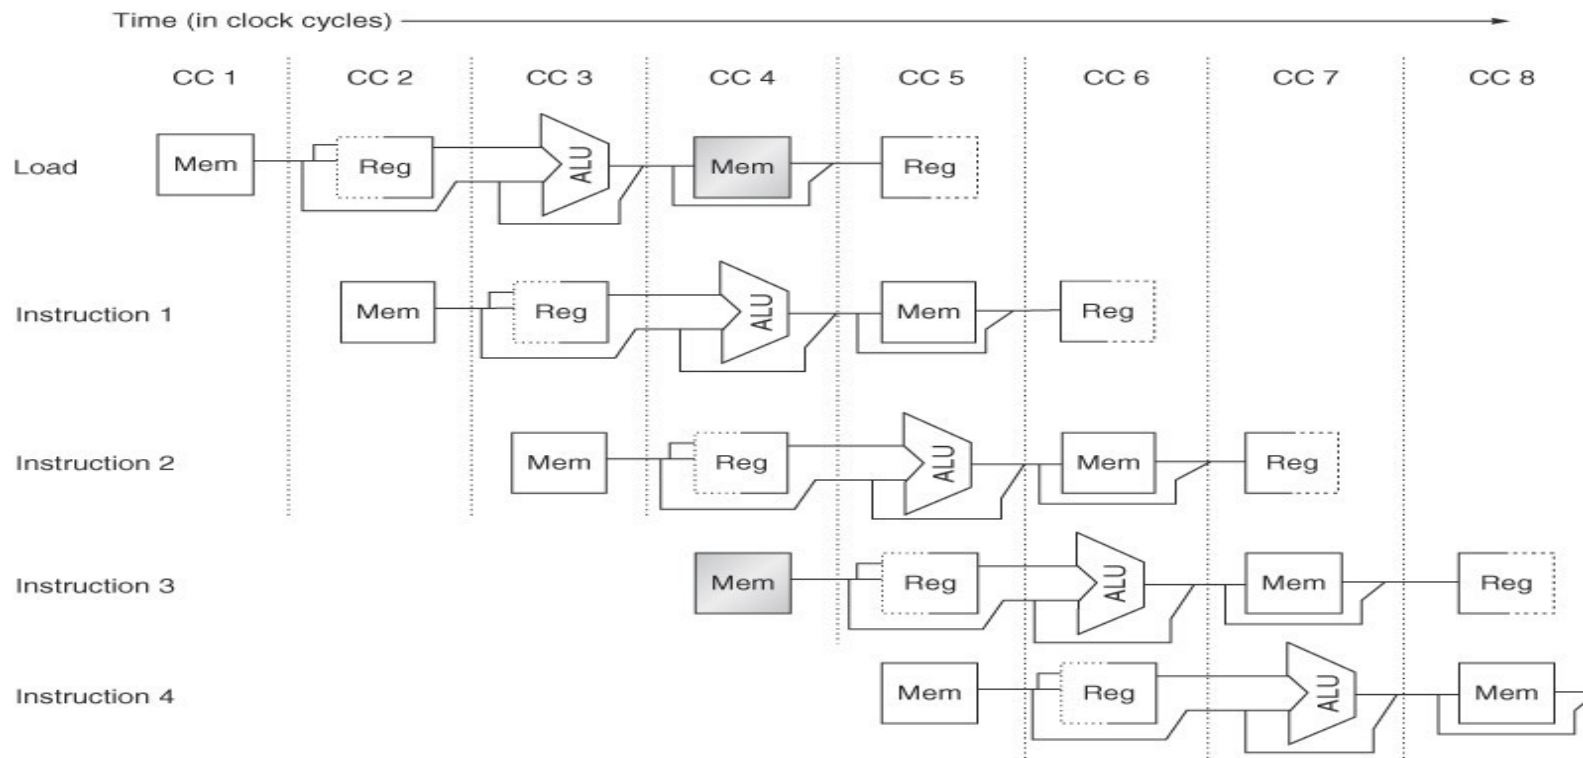 Time (in clock cycles)
CC 1 CC 2 CC 3 CC 4 CC 5 CC 6 CC 7 CC 8
Load Mem Reg ALU Mem Reg
Instruction 1 Mem Reg ALU Mem Reg
Instruction 2 Mem Reg ALU Mem Reg
Instruction 3 Mem Reg ALU Mem Reg
Instruction 4 Mem Reg ALU Mem